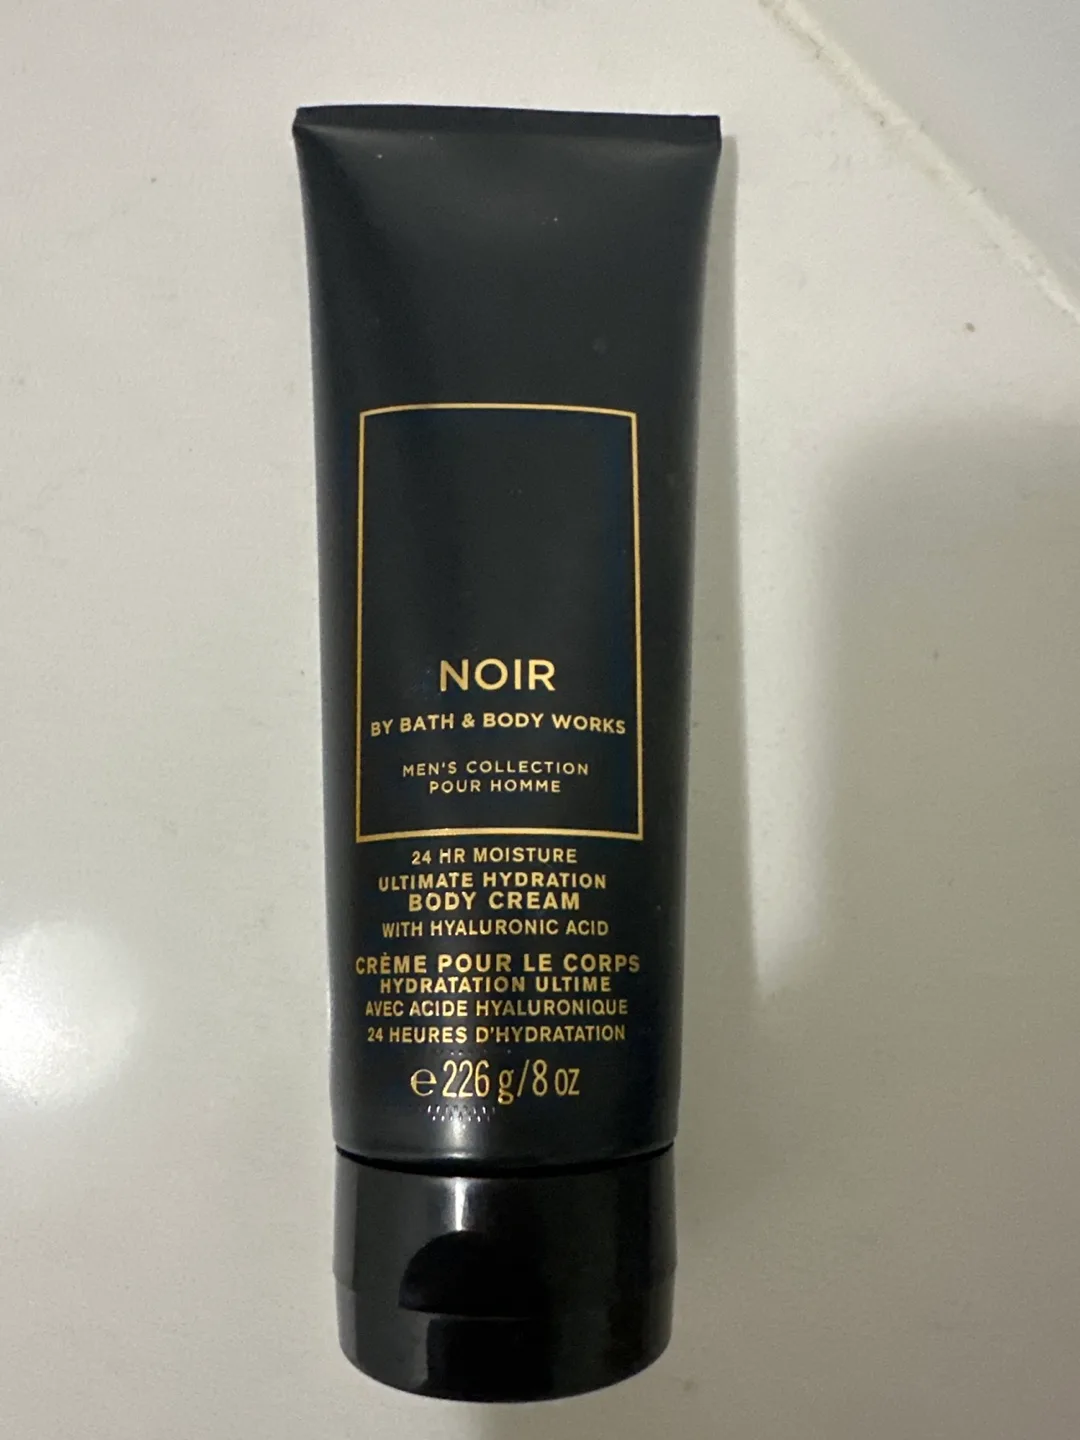 NOIR
BY BATH & BODY WORKS
MEN'S COLLECTION
POUR HOMME
24 HR MOISTURE
ULTIMATE HYDRATION
BODY CREAM
WITH HYALURONIC ACID
CRÈME POUR LE CORPS
HYDRATATION ULTIME
AVEC ACIDE HYALURONIQUE
24 HEURES D'HYDRATATION
℮ 226 g/8 oz